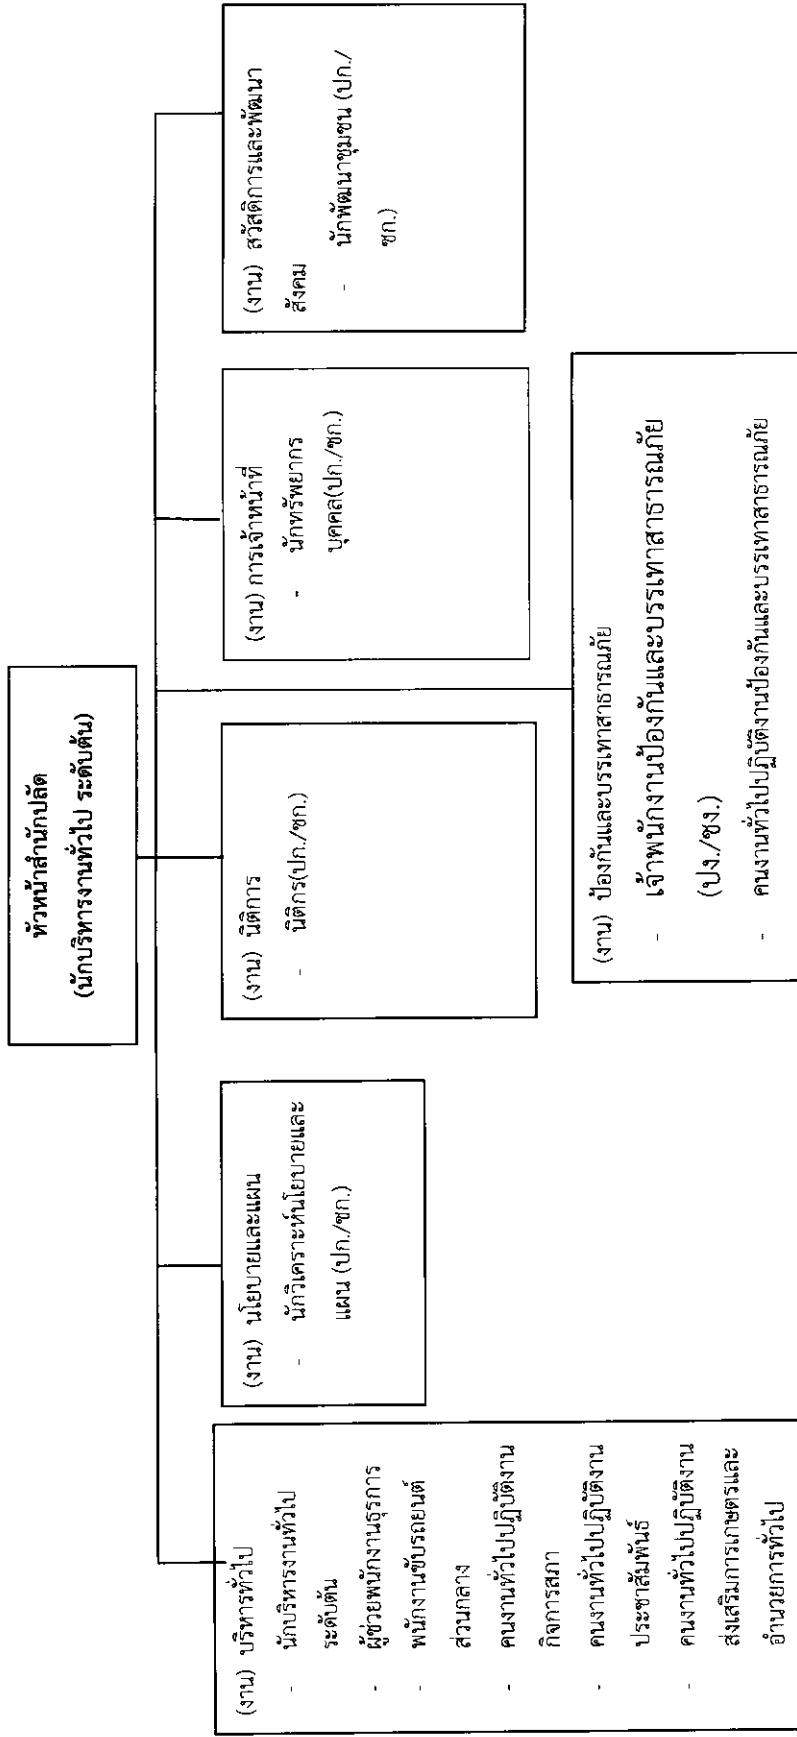 หัวหน้าสำนักปลัด
(นักบริหารงานทั่วไป ระดับต้น)
(งาน) บริหารทั่วไป
- นักบริหารงานทั่วไป
ระดับต้น
- ผู้ช่วยพนักงานธุรการ
- พนักงานขับรถยนต์
ส่วนกลาง
- คนงานทั่วไปปฏิบัติงาน
กิจการสภา
- คนงานทั่วไปปฏิบัติงาน
ประชาสัมพันธ์
- คนงานทั่วไปปฏิบัติงาน
ส่งเสริมการเกษตรและ
อำนวยการทั่วไป
(งาน) นโยบายและแผน
- นักวิเคราะห์นโยบายและ
แผน (ปก./ชก.)
(งาน) นิติการ
- นิติกร(ปก./ชก.)
(งาน) การเจ้าหน้าที่
- นักทรัพยากร
บุคคล(ปก./ชก.)
(งาน) สวัสดิการและพัฒนา
สังคม
- นักพัฒนาชุมชน (ปก./
ชก.)
(งาน) ป้องกันและบรรเทาสาธารณภัย
- เจ้าพนักงานป้องกันและบรรเทาสาธารณภัย
(ปง./ชง.)
- คนงานทั่วไปปฏิบัติงานป้องกันและบรรเทาสาธารณภัย